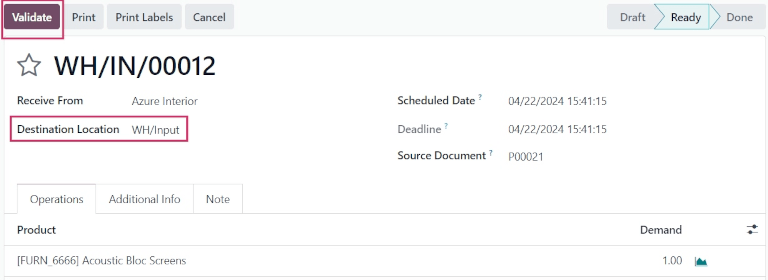 Validate Print Print Labels Cancel Draft Ready Done
WH/IN/00012
Receive From Azure Interior Scheduled Date ? 04/22/2024 15:41:15
Destination Location WH/Input Deadline ? 04/22/2024 15:41:15
Source Document ? P00021
Operations Additional Info Note
Product Demand
[FURN_6666] Acoustic Bloc Screens 1.00